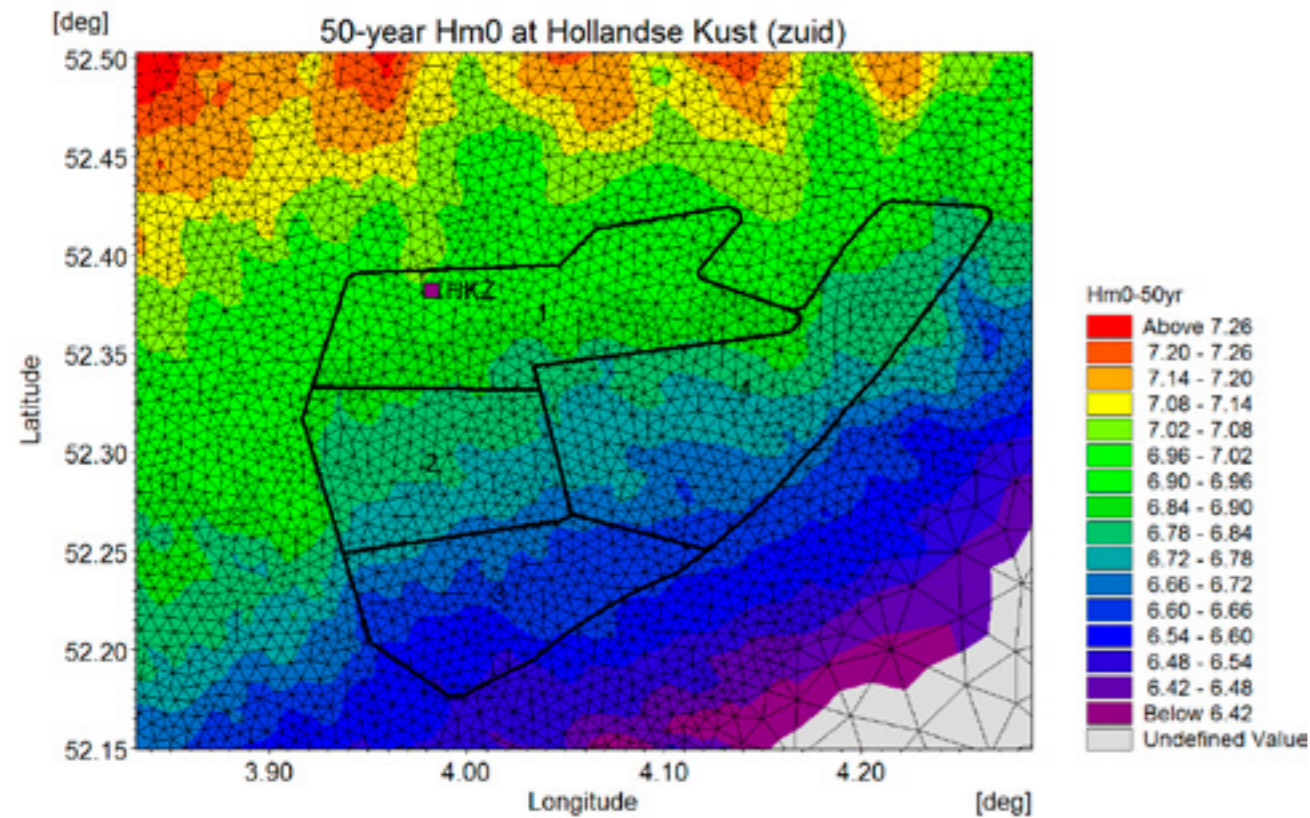 [deg]
50-year Hm0 at Hollandse Kust (zuid)
52.50
52.45
52.40
52.35
52.30
52.25
52.20
52.15
Latitude
HKZ
1
2
3
4
3.90
4.00
4.10
4.20
Longitude
[deg]
Hm0-50yr
Above 7.26
7.20 - 7.26
7.14 - 7.20
7.08 - 7.14
7.02 - 7.08
6.96 - 7.02
6.90 - 6.96
6.84 - 6.90
6.78 - 6.84
6.72 - 6.78
6.66 - 6.72
6.60 - 6.66
6.54 - 6.60
6.48 - 6.54
6.42 - 6.48
Below 6.42
Undefined Value